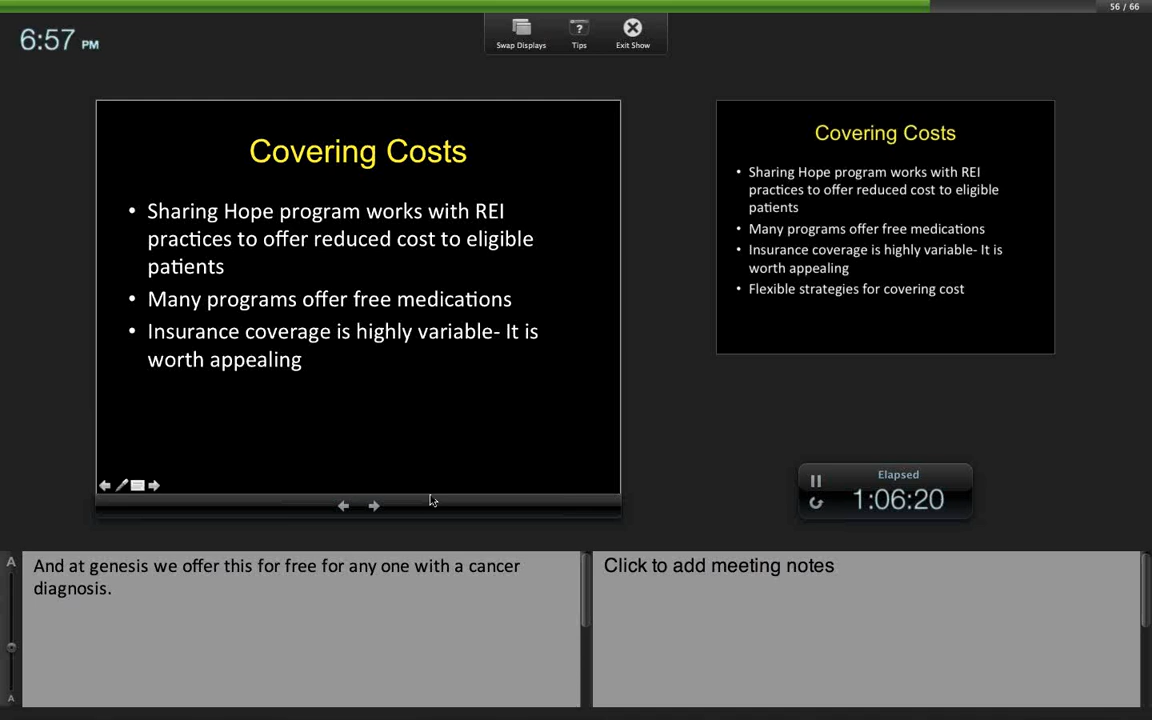 56 / 66
6:57 PM
Swap Displays
Tips
Exit Show
Covering Costs
• Sharing Hope program works with REI
practices to offer reduced cost to eligible
patients
• Many programs offer free medications
• Insurance coverage is highly variable- It is
worth appealing
Covering Costs
• Sharing Hope program works with REI
practices to offer reduced cost to eligible
patients
• Many programs offer free medications
• Insurance coverage is highly variable- It is
worth appealing
• Flexible strategies for covering cost
Elapsed
1:06:20
A
And at genesis we offer this for free for any one with a cancer
diagnosis.
A
Click to add meeting notes